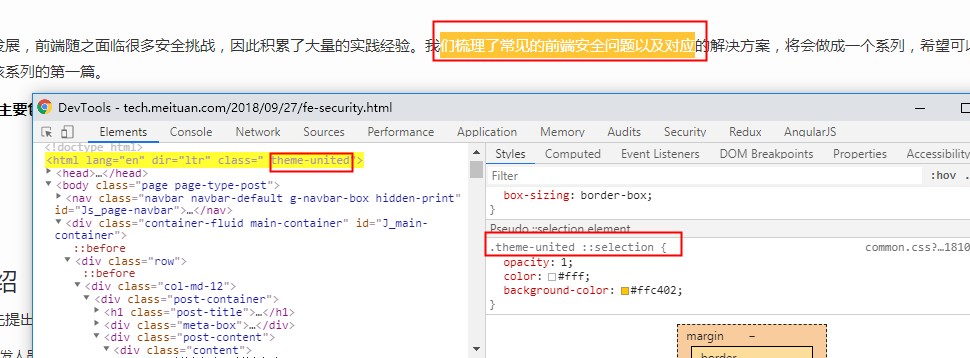 发展，前端随之面临很多安全挑战，因此积累了大量的实践经验。我们梳理了常见的前端安全问题以及对应的解决方案，将会做成一个系列，希望可以
该系列的第一篇。
主要
DevTools - tech.meituan.com/2018/09/27/fe-security.html
Elements Console Network Sources Performance Application Memory Audits Security Redux AngularJS
<!doctype html>
<html lang="en" dir="ltr" class=" theme-united">
<head>…</head>
<body class="page page-type-post">
<nav class="navbar navbar-default g-navbar-box hidden-print"
id="Js_page-navbar">…</nav>
<div class="container-fluid main-container" id="J_main-
container">
::before
<div class="row">
::before
<div class="col-md-12">
<div class="post-container">
<h1 class="post-title">…</h1>
<div class="meta-box">…</div>
<div class="post-content">
<div class="content">
Styles Computed Event Listeners DOM Breakpoints Properties Accessibility
Filter :hov .
box-sizing: border-box;
}
Pseudo ::selection element
.theme-united ::selection { common.css?…1810
opacity: 1;
color: #fff;
background-color: #ffc402;
}
margin –
border
绍
先提出
发人员